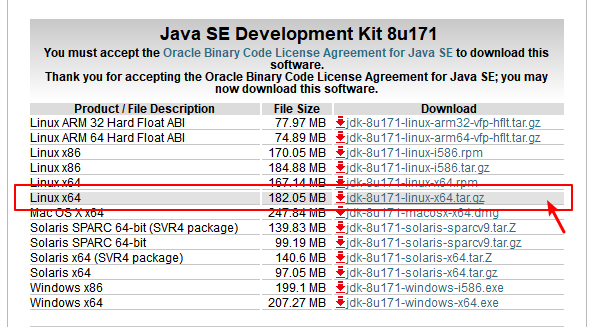 Java SE Development Kit 8u171
You must accept the Oracle Binary Code License Agreement for Java SE to download this
software.
Thank you for accepting the Oracle Binary Code License Agreement for Java SE; you may
now download this software.
Product / File Description File Size Download
Linux ARM 32 Hard Float ABI 77.97 MB jdk-8u171-linux-arm32-vfp-hflt.tar.gz
Linux ARM 64 Hard Float ABI 74.89 MB jdk-8u171-linux-arm64-vfp-hflt.tar.gz
Linux x86 170.05 MB jdk-8u171-linux-i586.rpm
Linux x86 184.88 MB jdk-8u171-linux-i586.tar.gz
Linux x64 167.14 MB jdk-8u171-linux-x64.rpm
Linux x64 182.05 MB jdk-8u171-linux-x64.tar.gz
Mac OS X x64 247.84 MB jdk-8u171-macosx-x64.dmg
Solaris SPARC 64-bit (SVR4 package) 139.83 MB jdk-8u171-solaris-sparcv9.tar.Z
Solaris SPARC 64-bit 99.19 MB jdk-8u171-solaris-sparcv9.tar.gz
Solaris x64 (SVR4 package) 140.6 MB jdk-8u171-solaris-x64.tar.Z
Solaris x64 97.05 MB jdk-8u171-solaris-x64.tar.gz
Windows x86 199.1 MB jdk-8u171-windows-i586.exe
Windows x64 207.27 MB jdk-8u171-windows-x64.exe